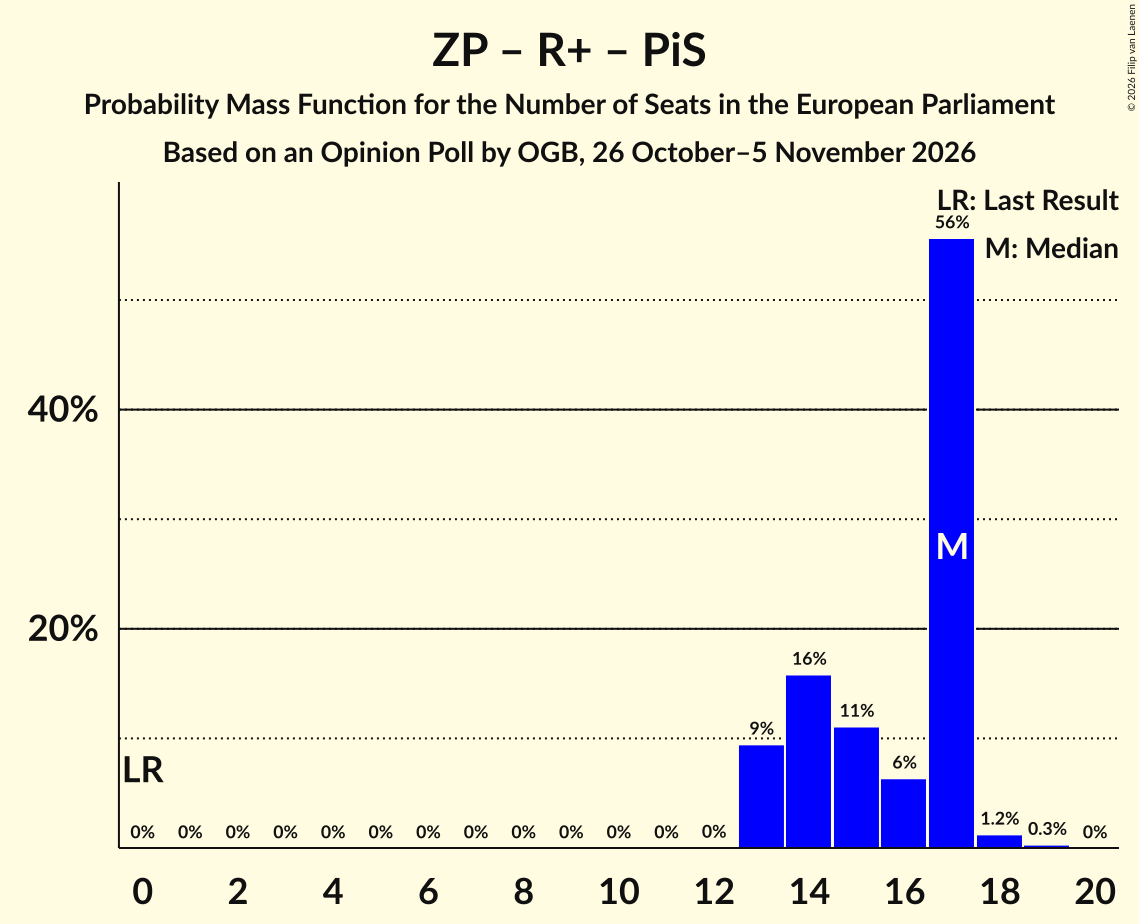 ZP – R+ – PiS
Probability Mass Function for the Number of Seats in the European Parliament
Based on an Opinion Poll by OGB, 26 October–5 November 2026
© 2026 Filip van Laenen
LR: Last Result
M: Median
56%
40%
20%
M
16%
11%
9%
6%
1.2%
0.3%
LR
0% 0% 0% 0% 0% 0% 0% 0% 0% 0% 0% 0% 0% 0%
0 2 4 6 8 10 12 14 16 18 20